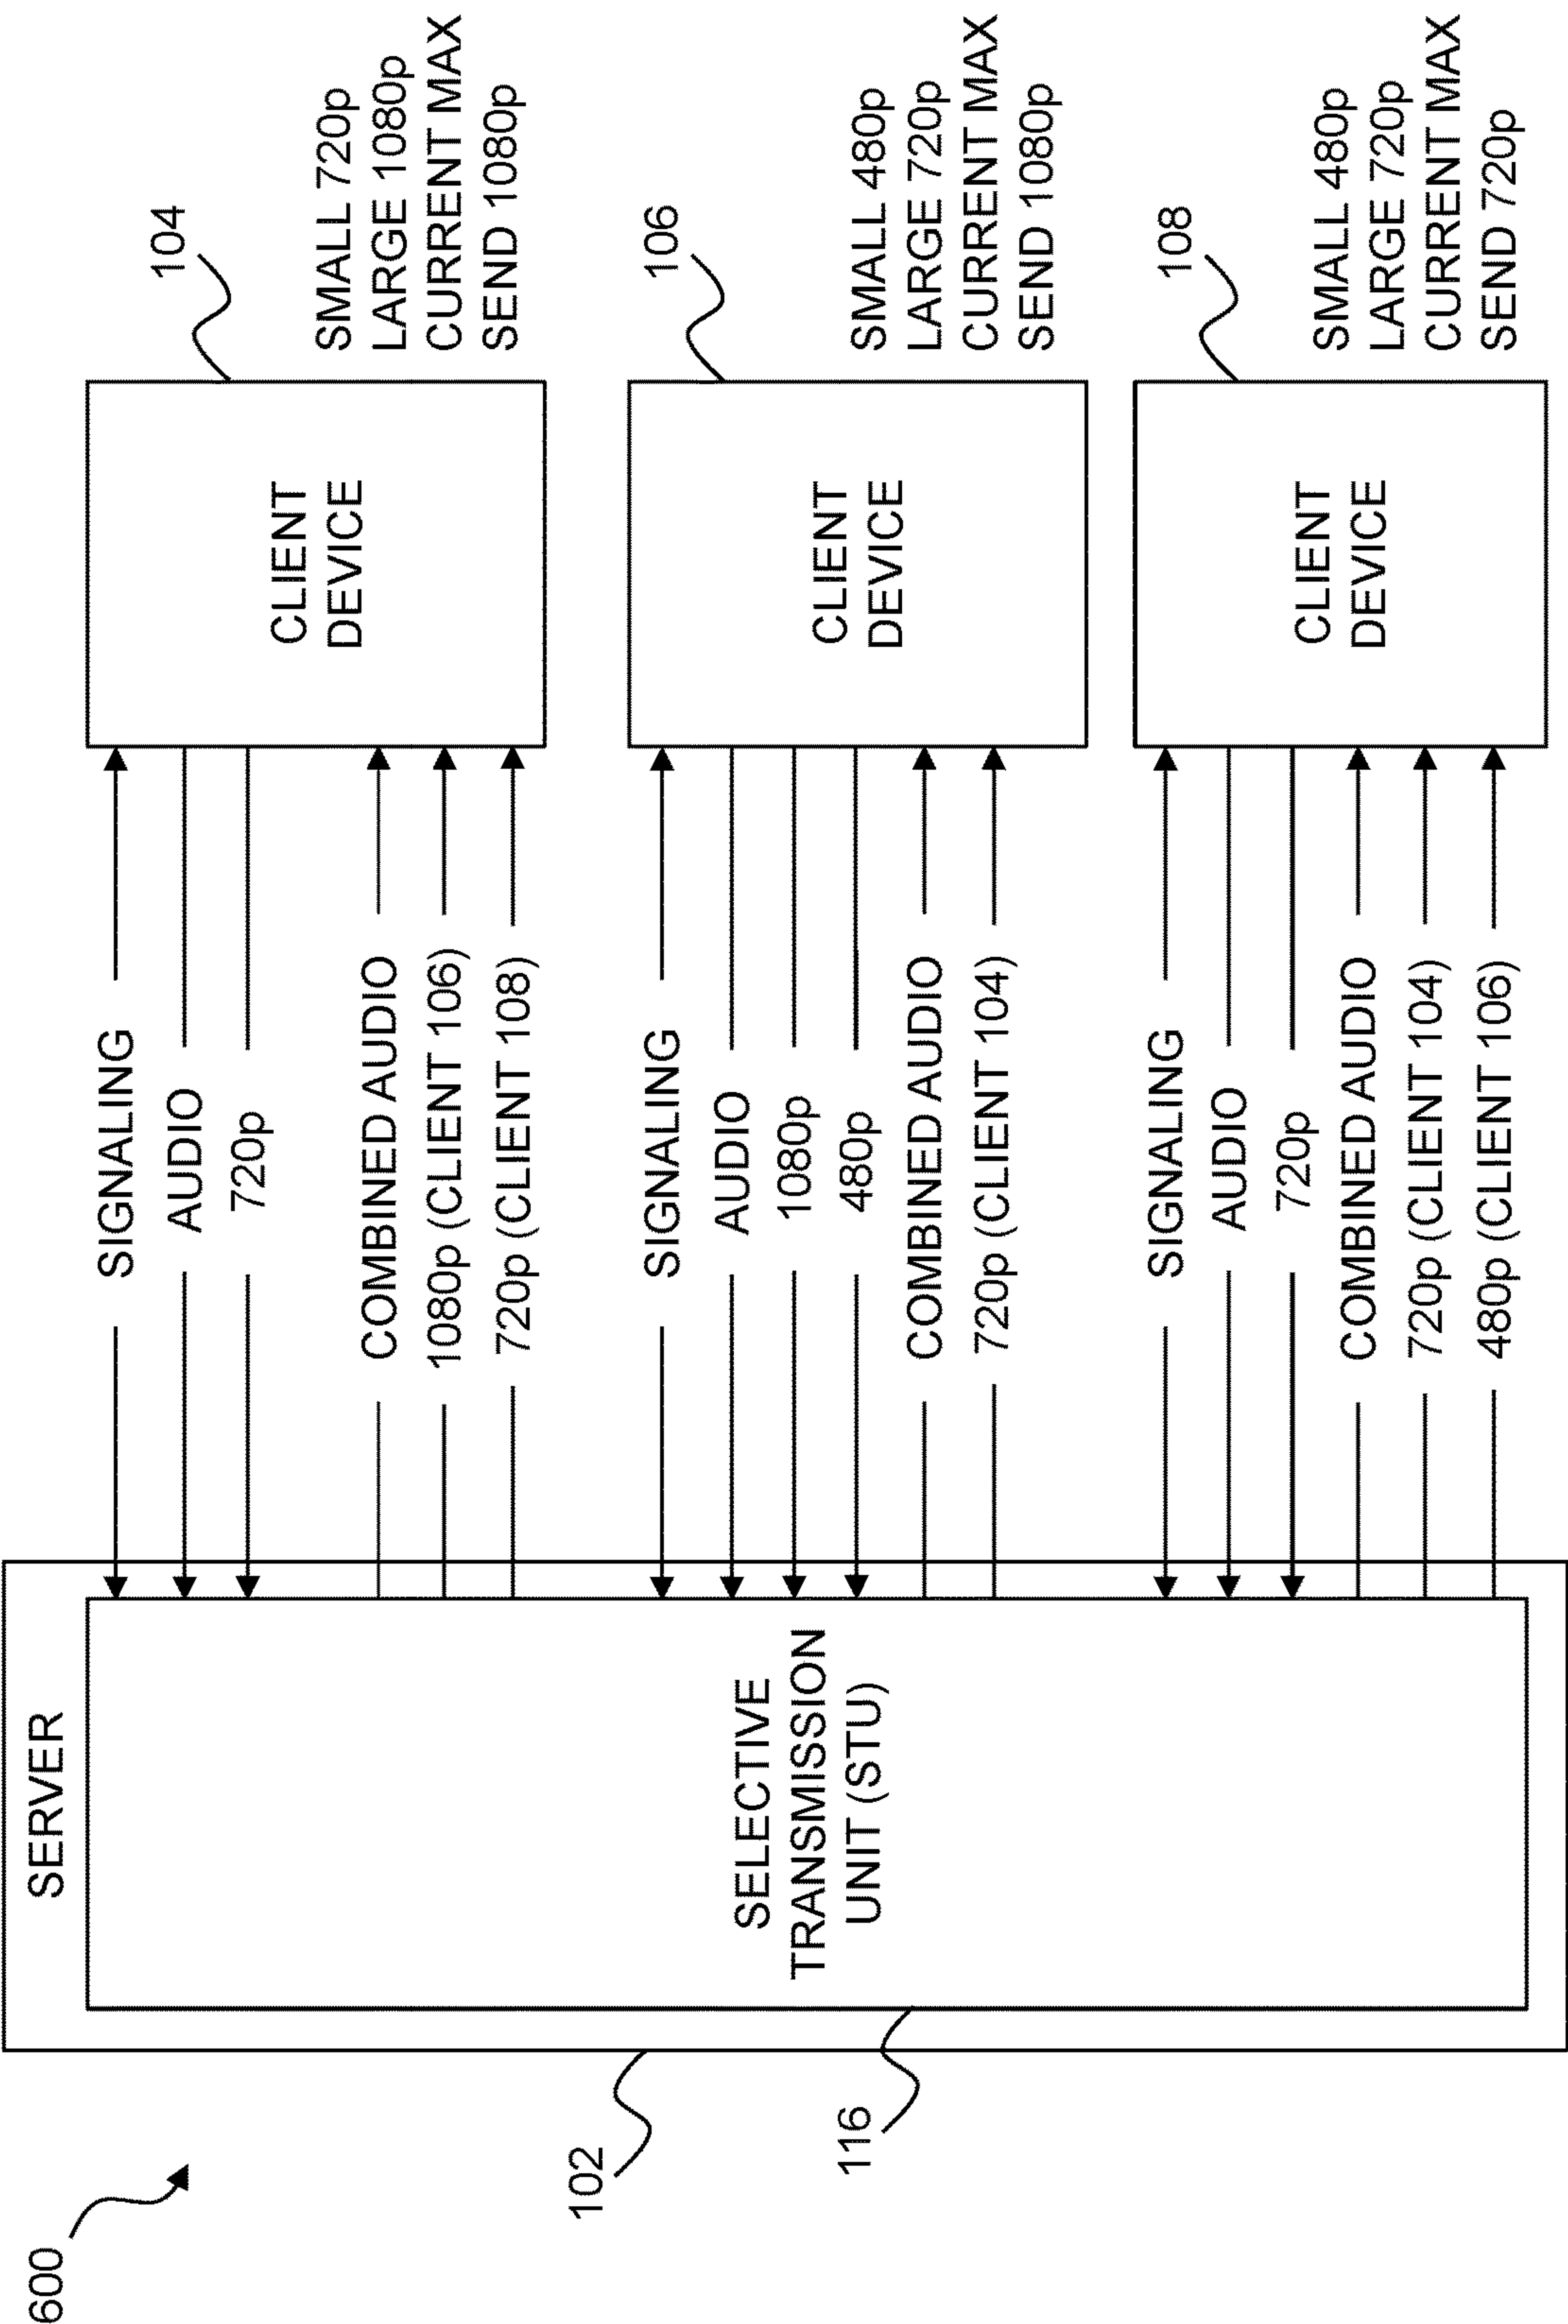 600
102
116
SERVER
SELECTIVE
TRANSMISSION
UNIT (STU)
SIGNALING
AUDIO
720p
COMBINED AUDIO
1080p (CLIENT 106)
720p (CLIENT 108)
CLIENT
DEVICE
104
SMALL 720p
LARGE 1080p
CURRENT MAX
SEND 1080p
SIGNALING
AUDIO
1080p
480p
COMBINED AUDIO
720p (CLIENT 104)
CLIENT
DEVICE
106
SMALL 480p
LARGE 720p
CURRENT MAX
SEND 1080p
SIGNALING
AUDIO
720p
COMBINED AUDIO
720p (CLIENT 104)
480p (CLIENT 106)
CLIENT
DEVICE
108
SMALL 480p
LARGE 720p
CURRENT MAX
SEND 720p